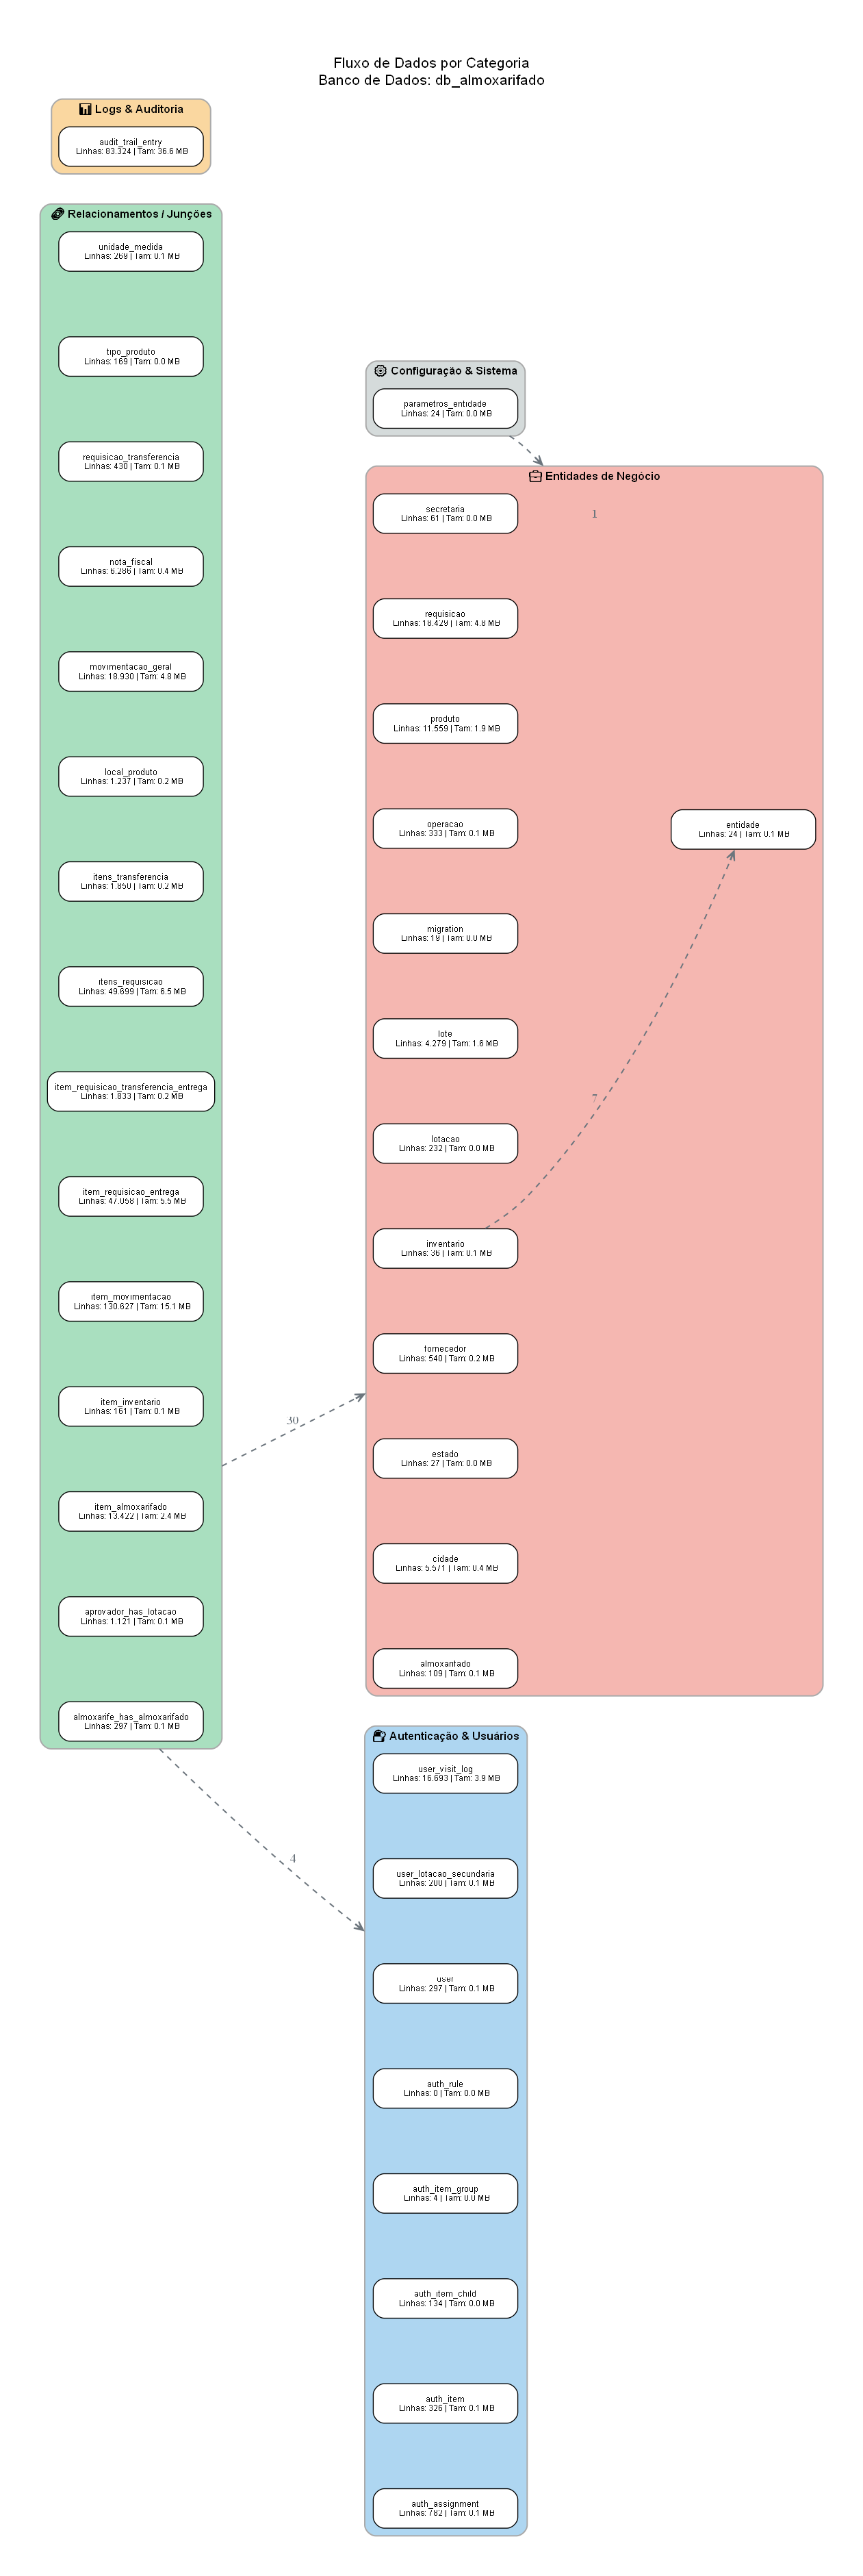 Fluxo de Dados por Categoria
Banco de Dados: db_almoxarifado
Logs & Auditoria
audit_trail_entry
Linhas: 83.324 | Tam: 36.6 MB
Relacionamentos / Junções
unidade_medida
Linhas: 269 | Tam: 0.1 MB
tipo_produto
Linhas: 169 | Tam: 0.0 MB
requisicao_transferencia
Linhas: 430 | Tam: 0.1 MB
nota_fiscal
Linhas: 6.286 | Tam: 0.4 MB
movimentacao_geral
Linhas: 18.930 | Tam: 4.8 MB
local_produto
Linhas: 1.237 | Tam: 0.2 MB
itens_transferencia
Linhas: 1.850 | Tam: 0.2 MB
itens_requisicao
Linhas: 49.699 | Tam: 6.5 MB
item_requisicao_transferencia_entrega
Linhas: 1.833 | Tam: 0.2 MB
item_requisicao_entrega
Linhas: 47.058 | Tam: 5.5 MB
item_movimentacao
Linhas: 130.627 | Tam: 15.1 MB
item_inventario
Linhas: 161 | Tam: 0.1 MB
item_almoxarifado
Linhas: 13.422 | Tam: 2.4 MB
aprovador_has_lotacao
Linhas: 1.121 | Tam: 0.1 MB
almoxarife_has_almoxarifado
Linhas: 297 | Tam: 0.1 MB
Configuração & Sistema
parametros_entidade
Linhas: 24 | Tam: 0.0 MB
Entidades de Negócio
secretaria
Linhas: 61 | Tam: 0.0 MB
1
requisicao
Linhas: 18.429 | Tam: 4.8 MB
produto
Linhas: 11.559 | Tam: 1.9 MB
operacao
Linhas: 333 | Tam: 0.1 MB
entidade
Linhas: 24 | Tam: 0.1 MB
migration
Linhas: 19 | Tam: 0.0 MB
lote
Linhas: 4.279 | Tam: 1.6 MB
7
lotacao
Linhas: 232 | Tam: 0.0 MB
inventario
Linhas: 36 | Tam: 0.1 MB
fornecedor
Linhas: 540 | Tam: 0.2 MB
30
estado
Linhas: 27 | Tam: 0.0 MB
cidade
Linhas: 5.571 | Tam: 0.4 MB
almoxarifado
Linhas: 109 | Tam: 0.1 MB
4
Autenticação & Usuários
user_visit_log
Linhas: 16.693 | Tam: 3.9 MB
user_lotacao_secundaria
Linhas: 200 | Tam: 0.1 MB
user
Linhas: 297 | Tam: 0.1 MB
auth_rule
Linhas: 0 | Tam: 0.0 MB
auth_item_group
Linhas: 4 | Tam: 0.0 MB
auth_item_child
Linhas: 134 | Tam: 0.0 MB
auth_item
Linhas: 326 | Tam: 0.1 MB
auth_assignment
Linhas: 782 | Tam: 0.1 MB